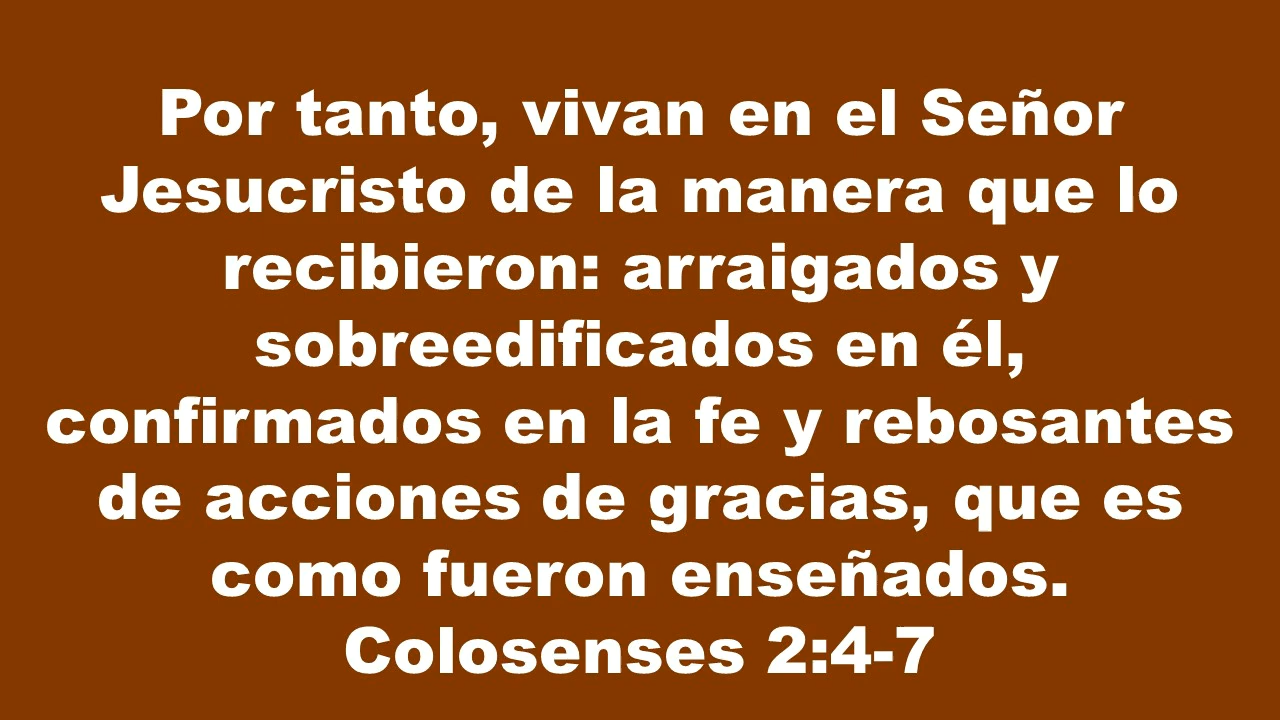 Por tanto, vivan en el Señor
Jesucristo de la manera que lo
recibieron: arraigados y
sobreedificados en él,
confirmados en la fe y rebosantes
de acciones de gracias, que es
como fueron enseñados.
Colosenses 2:4-7